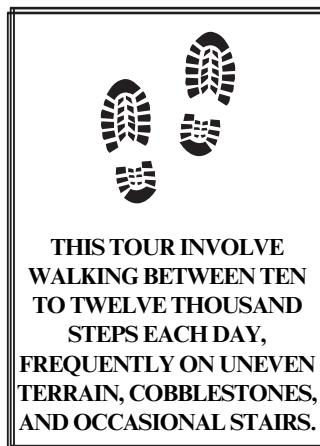 THIS TOUR INVOLVE
WALKING BETWEEN TEN
TO TWELVE THOUSAND
STEPS EACH DAY,
FREQUENTLY ON UNEVEN
TERRAIN, COBBLESTONES,
AND OCCASIONAL STAIRS.